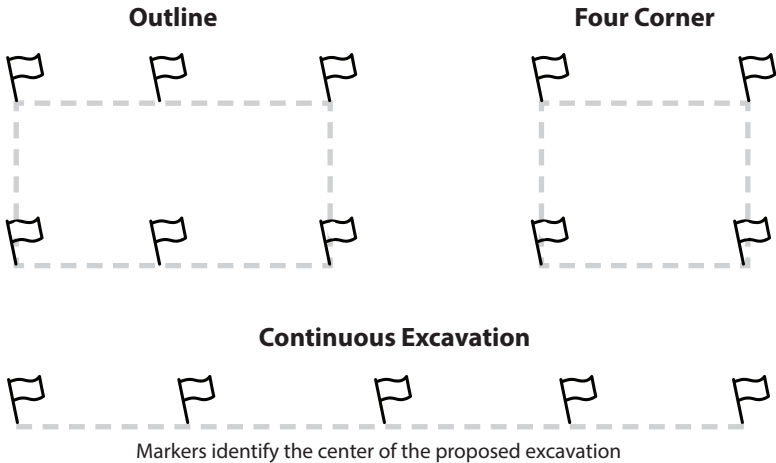 Outline
Four Corner
Continuous Excavation
Markers identify the center of the proposed excavation